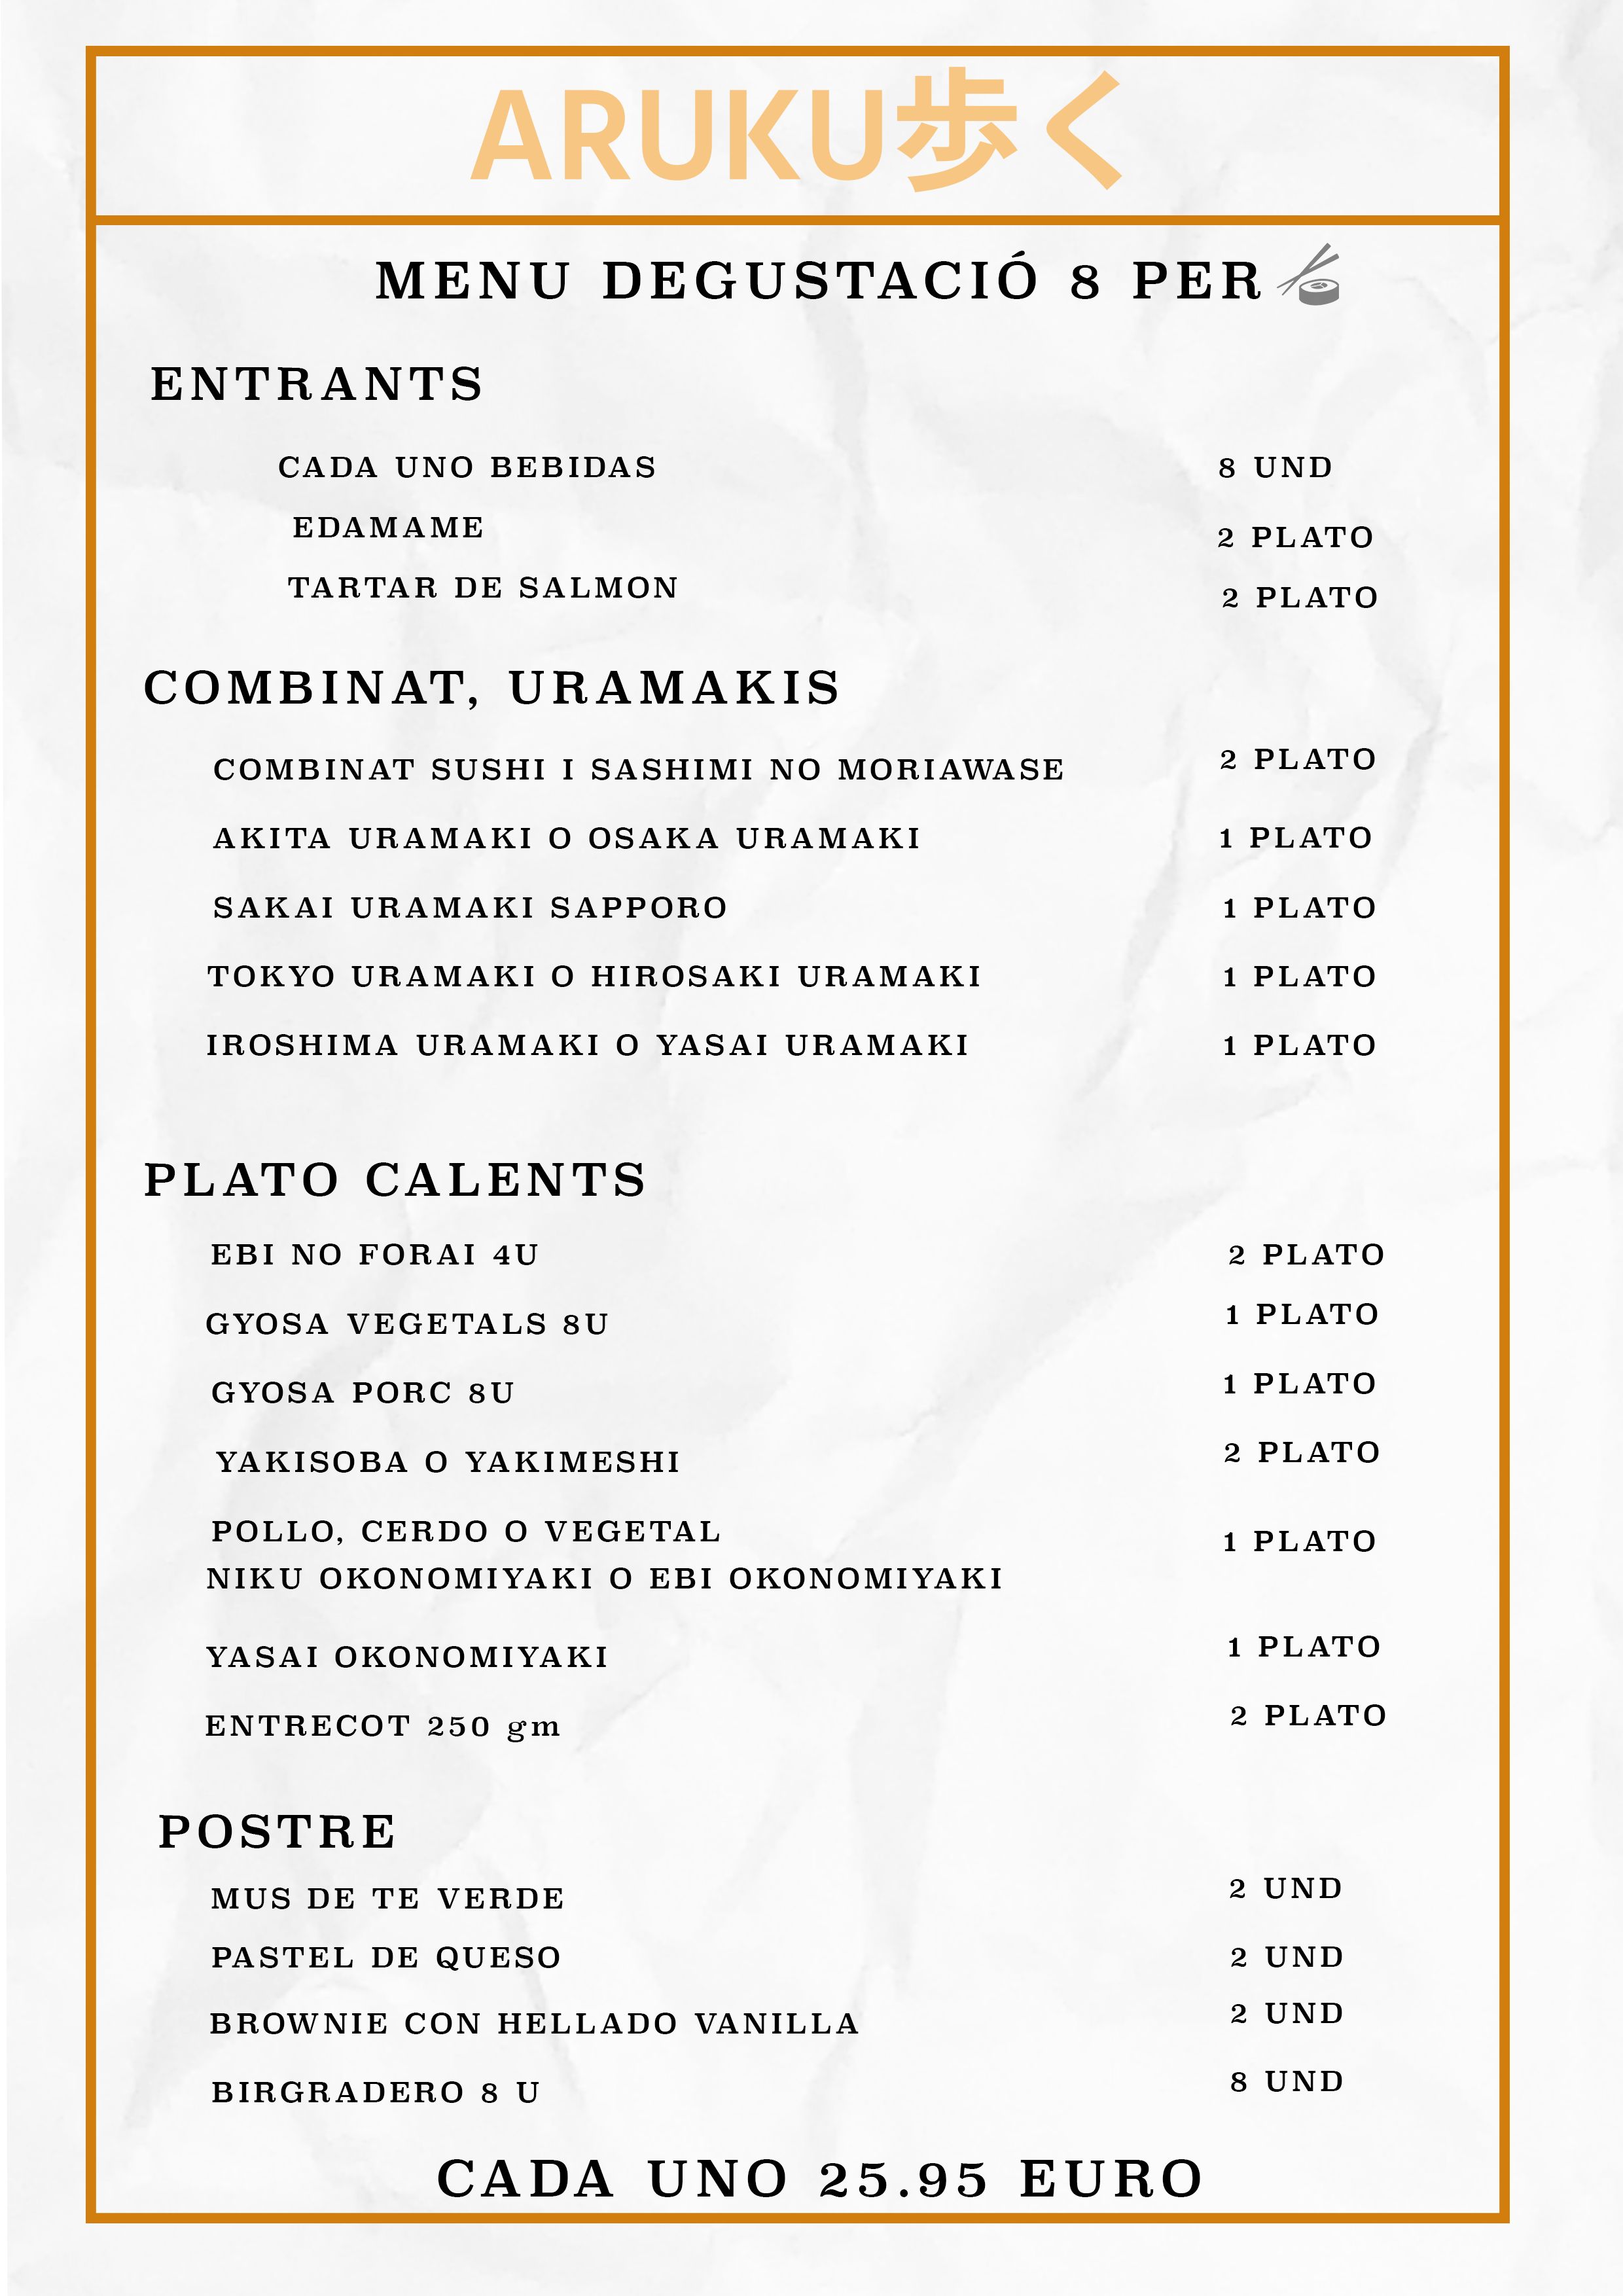 ARUKU歩く
MENU DEGUSTACIÓ 8 PER
ENTRANTS
CADA UNO BEBIDAS 8 UND
EDAMAME 2 PLATO
TARTAR DE SALMON 2 PLATO
COMBINAT, URAMAKIS
COMBINAT SUSHI I SASHIMI NO MORIAWASE 2 PLATO
AKITA URAMAKI O OSAKA URAMAKI 1 PLATO
SAKAI URAMAKI SAPPORO 1 PLATO
TOKYO URAMAKI O HIROSAKI URAMAKI 1 PLATO
IROSHIMA URAMAKI O YASAI URAMAKI 1 PLATO
PLATO CALENTS
EBI NO FORAI 4U 2 PLATO
GYOSA VEGETALS 8U 1 PLATO
GYOSA PORC 8U 1 PLATO
YAKISOBA O YAKIMESHI 2 PLATO
POLLO, CERDO O VEGETAL 1 PLATO
NIKU OKONOMIYAKI O EBI OKONOMIYAKI
YASAI OKONOMIYAKI 1 PLATO
ENTRECOT 250 gm 2 PLATO
POSTRE
MUS DE TE VERDE 2 UND
PASTEL DE QUESO 2 UND
BROWNIE CON HELLADO VANILLA 2 UND
BIRGRADERO 8 U 8 UND
CADA UNO 25.95 EURO